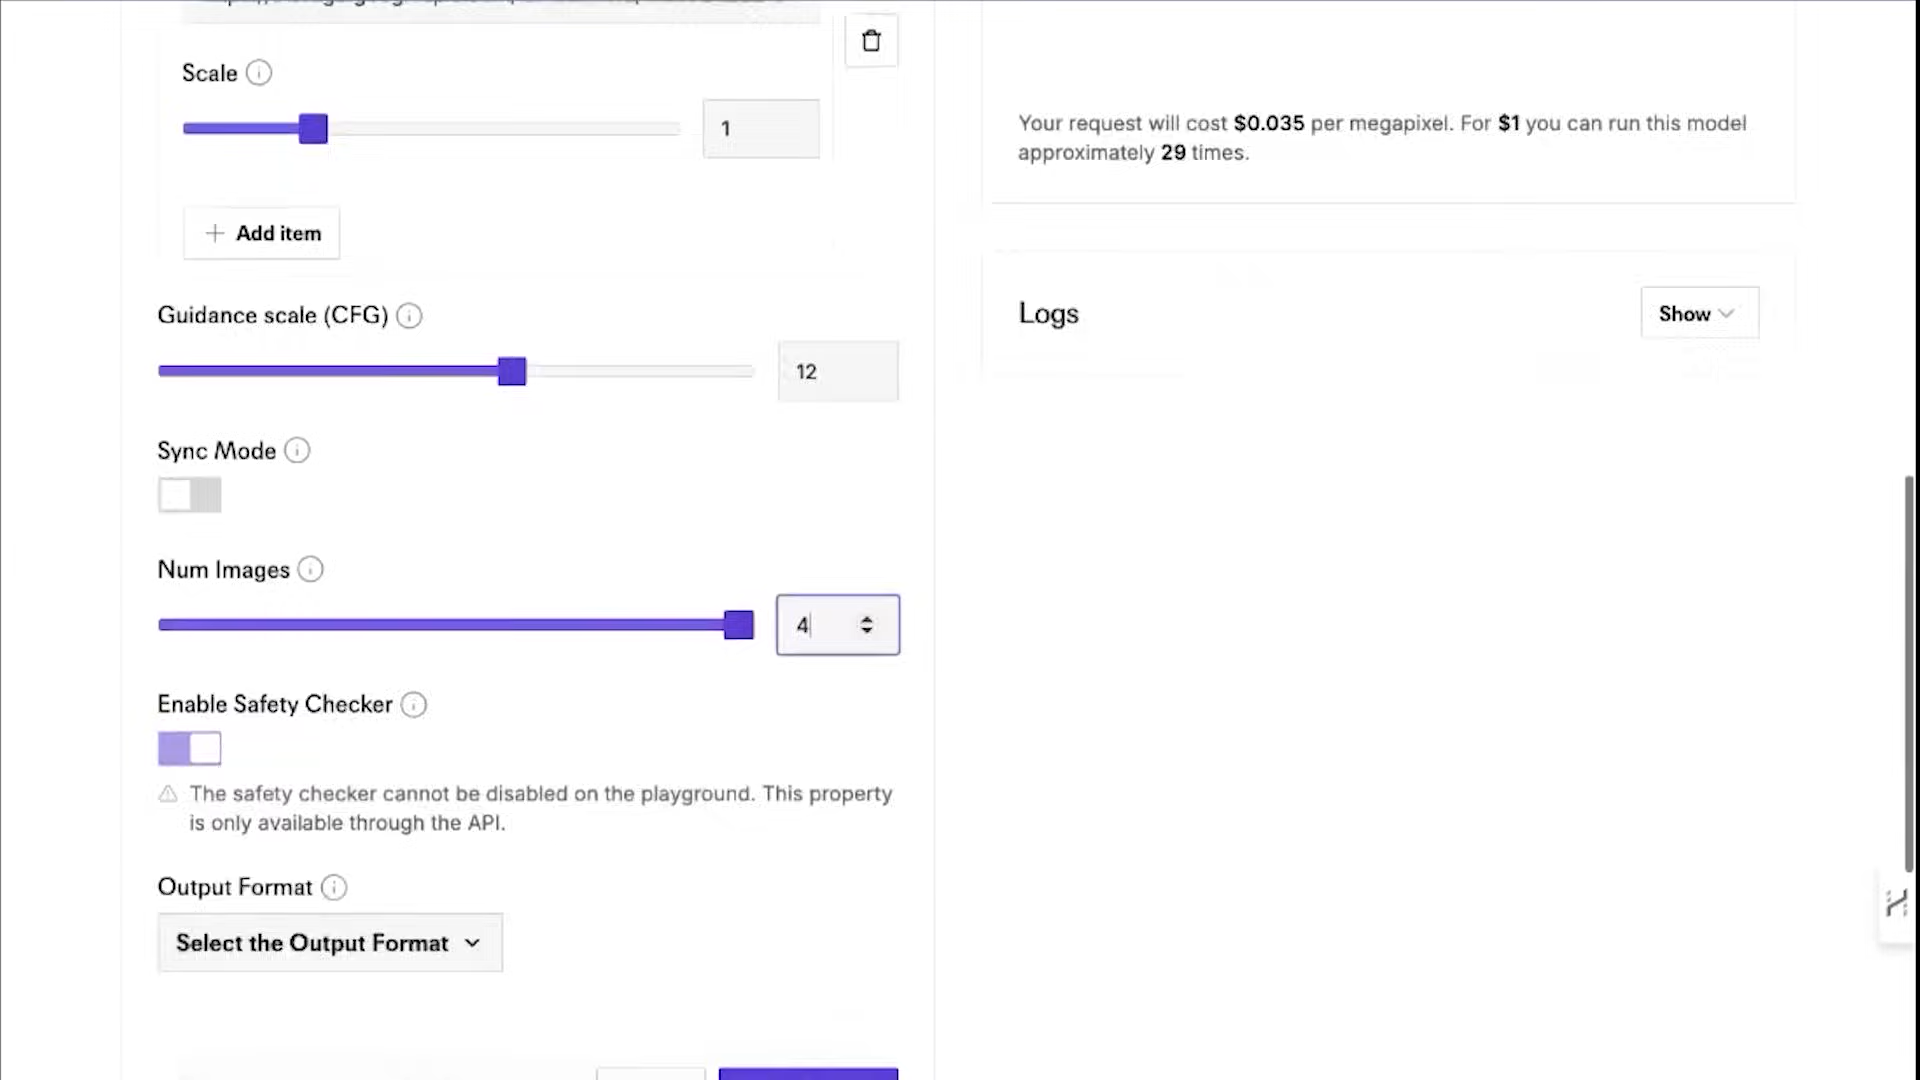 Scale
1
Add item
Guidance scale (CFG)
12
Sync Mode
Num Images
4
Enable Safety Checker
The safety checker cannot be disabled on the playground. This property
is only available through the API.
Output Format
Select the Output Format
Your request will cost $0.035 per megapixel. For $1 you can run this model
approximately 29 times.
Logs
Show